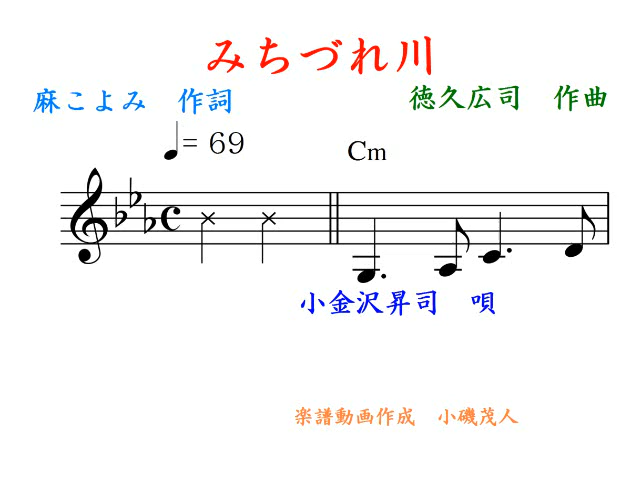 みちづれ川
麻こよみ　作詞　徳久広司　作曲
= 69
Cm
小金沢昇司　唄
楽譜動画作成　小磯茂人